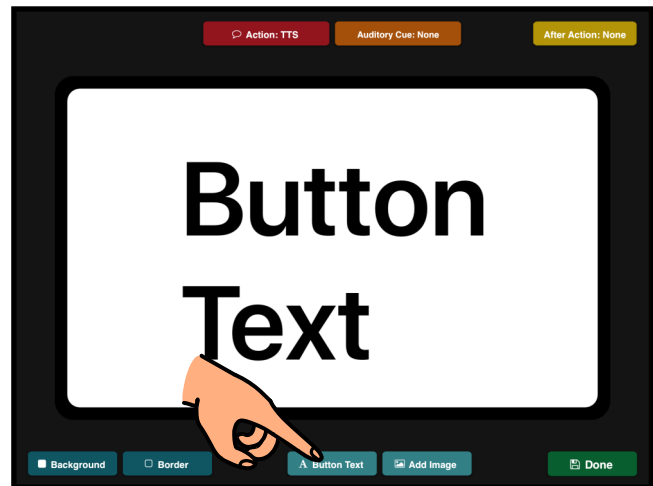 Action: TTS
Auditory Cue: None
After Action: None
Button
Text
Background
Border
A Button Text
Add Image
Done